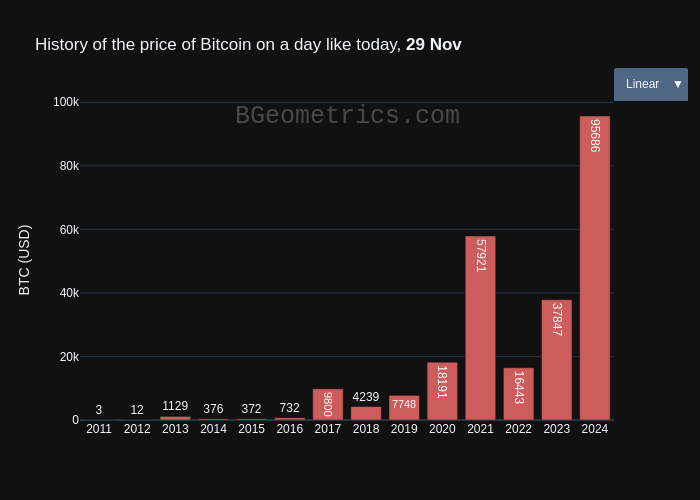 History of the price of Bitcoin on a day like today, 29 Nov
Linear ▼
BGeometrics.com
BTC (USD)
100k
80k
60k
40k
20k
0
3
12
1129
376
372
732
9800
4239
7748
18191
57921
16443
37847
95686
2011 2012 2013 2014 2015 2016 2017 2018 2019 2020 2021 2022 2023 2024